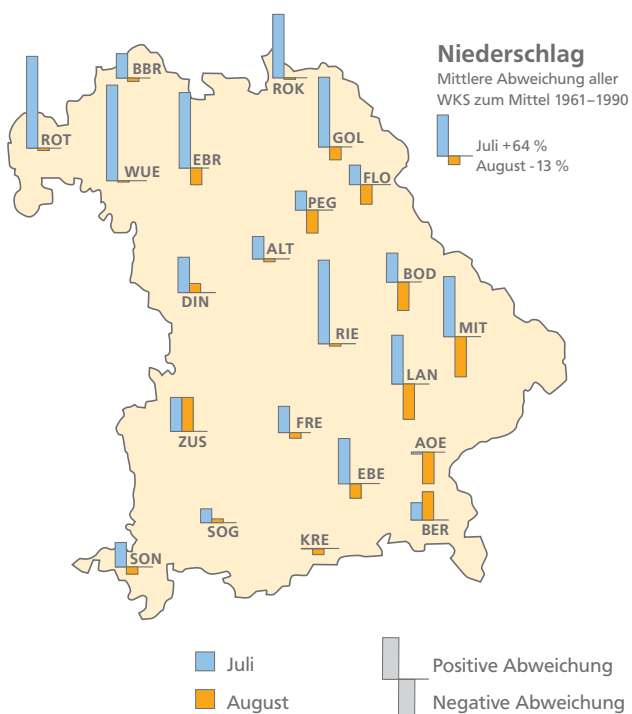 Niederschlag
Mittlere Abweichung aller
WKS zum Mittel 1961–1990
Juli +64 %
August -13 %
BBR
ROK
ROT
GOL
WUE
EBR
FLO
PEG
ALT
BOD
DIN
RIE
MIT
LAN
FRE
ZUS
AOE
EBE
SOG
BER
KRE
SON
Juli
Positive Abweichung
August
Negative Abweichung